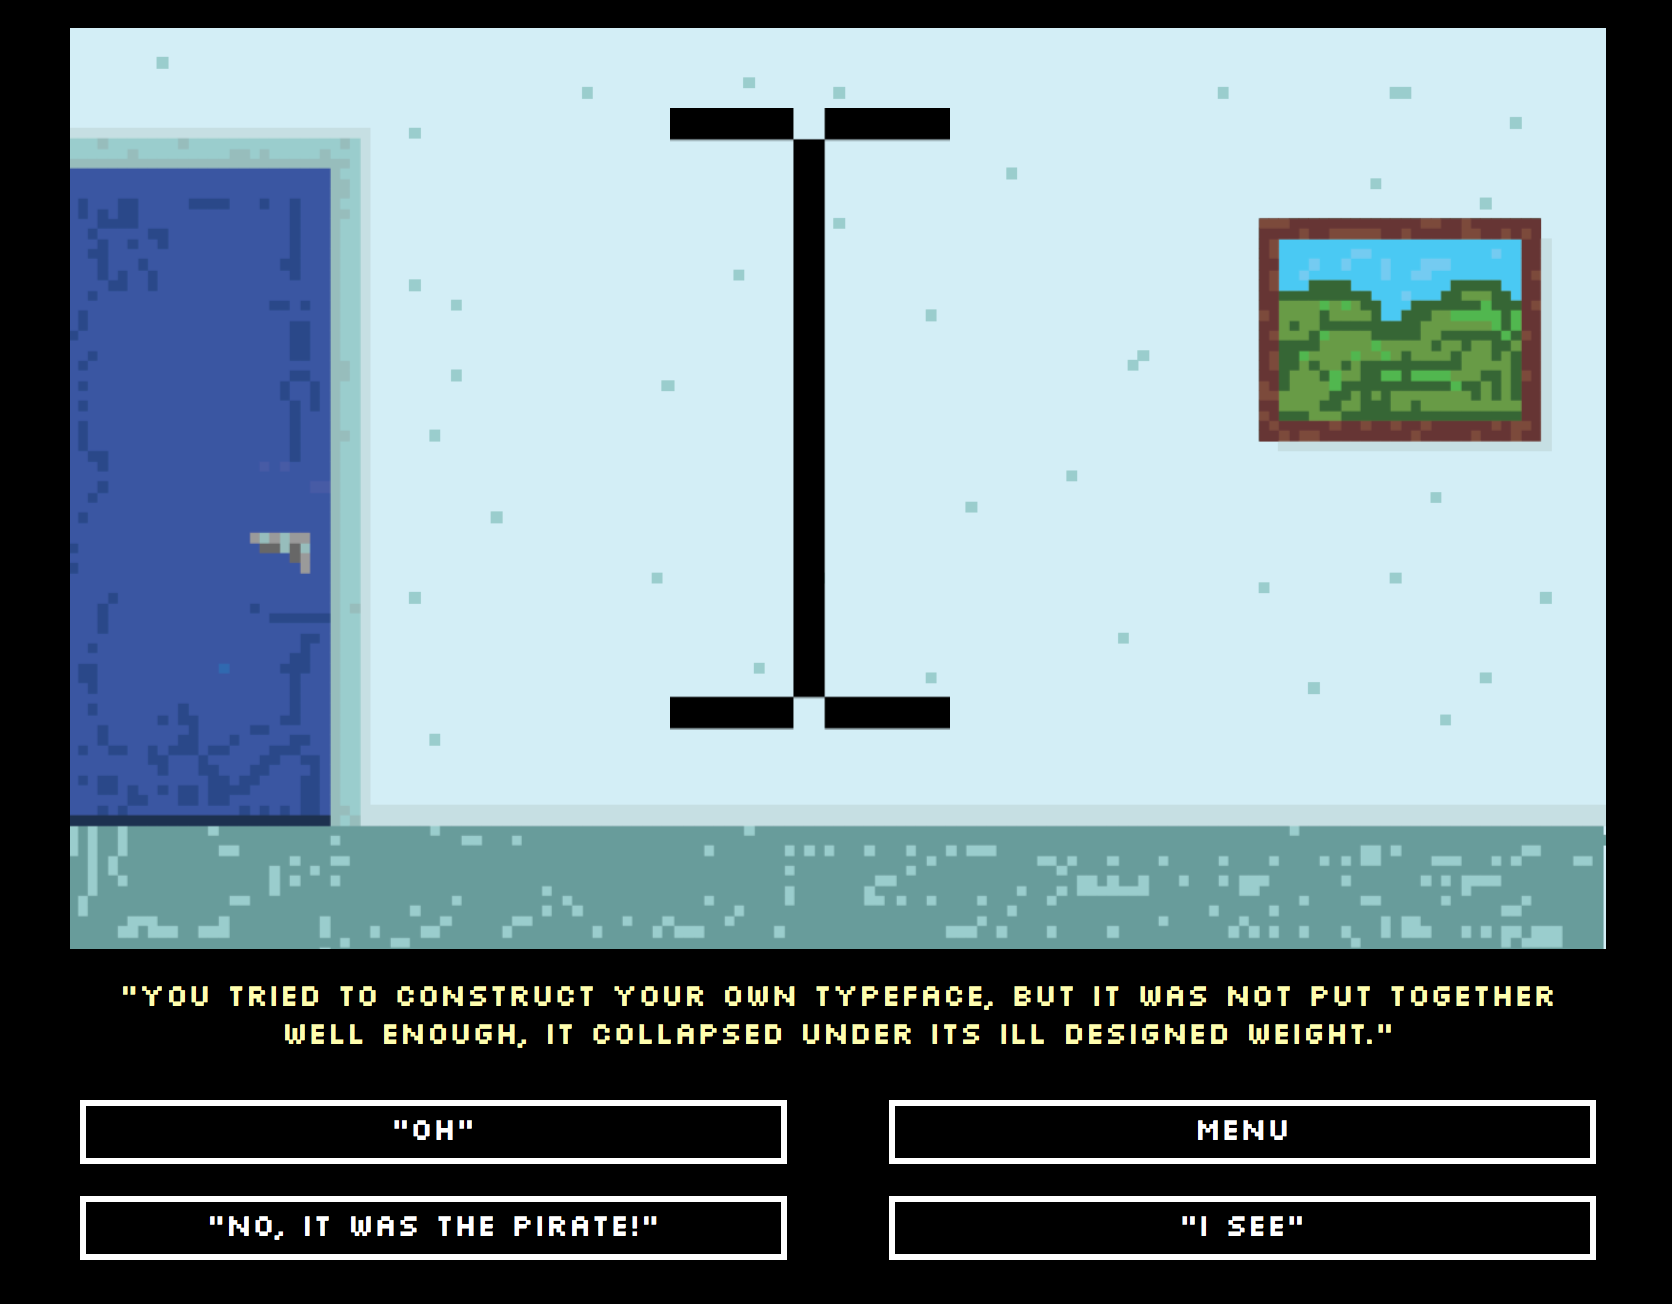 "YOU TRIED TO CONSTRUCT YOUR OWN TYPEFACE, BUT IT WAS NOT PUT TOGETHER
WELL ENOUGH, IT COLLAPSED UNDER ITS ILL DESIGNED WEIGHT."
"OH"
MENU
"NO, IT WAS THE PIRATE!"
"I SEE"